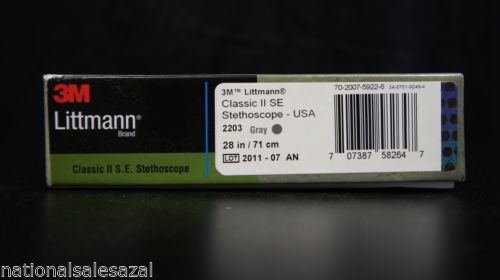 3M
Littmann®
Brand
Classic II S.E. Stethoscope
3M™ Littmann®
Classic II SE
Stethoscope - USA
2203 Gray
28 in / 71 cm
LOT 2011 - 07 AN
70-2007-5922-6
7 07387 58264 7
nationalsalesazal